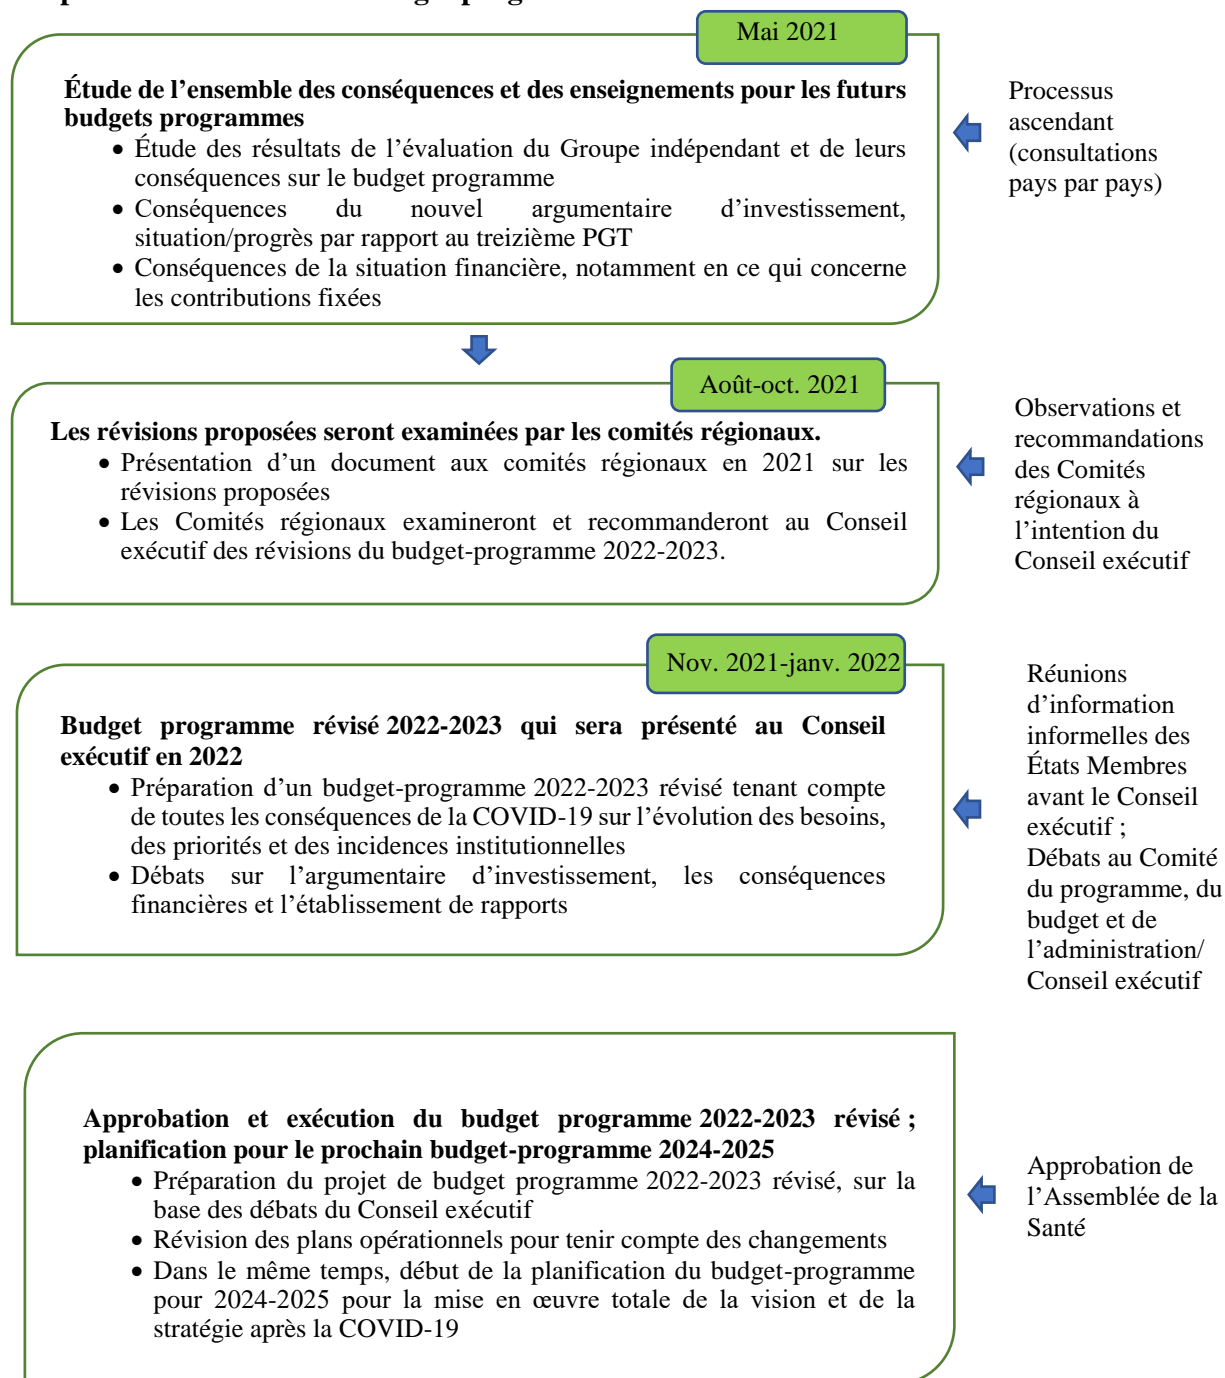 Mai 2021
Étude de l’ensemble des conséquences et des enseignements pour les futurs
budgets programmes
• Étude des résultats de l’évaluation du Groupe indépendant et de leurs
conséquences sur le budget programme
• Conséquences du nouvel argumentaire d’investissement,
situation/progrès par rapport au treizième PGT
• Conséquences de la situation financière, notamment en ce qui concerne
les contributions fixées
Processus
ascendant
(consultations
pays par pays)
Août-oct. 2021
Les révisions proposées seront examinées par les comités régionaux.
• Présentation d’un document aux comités régionaux en 2021 sur les
révisions proposées
• Les Comités régionaux examineront et recommanderont au Conseil
exécutif des révisions du budget-programme 2022-2023.
Observations et
recommandations
des Comités
régionaux à
l’intention du
Conseil exécutif
Nov. 2021-janv. 2022
Budget programme révisé 2022-2023 qui sera présenté au Conseil
exécutif en 2022
• Préparation d’un budget-programme 2022-2023 révisé tenant compte
de toutes les conséquences de la COVID-19 sur l’évolution des besoins,
des priorités et des incidences institutionnelles
• Débats sur l’argumentaire d’investissement, les conséquences
financières et l’établissement de rapports
Réunions
d’information
informelles des
États Membres
avant le Conseil
exécutif ;
Débats au Comité
du programme, du
budget et de
l’administration/
Conseil exécutif
Approbation et exécution du budget programme 2022-2023 révisé ;
planification pour le prochain budget-programme 2024-2025
• Préparation du projet de budget programme 2022-2023 révisé, sur la
base des débats du Conseil exécutif
• Révision des plans opérationnels pour tenir compte des changements
• Dans le même temps, début de la planification du budget-programme
pour 2024-2025 pour la mise en œuvre totale de la vision et de la
stratégie après la COVID-19
Approbation de
l’Assemblée de la
Santé